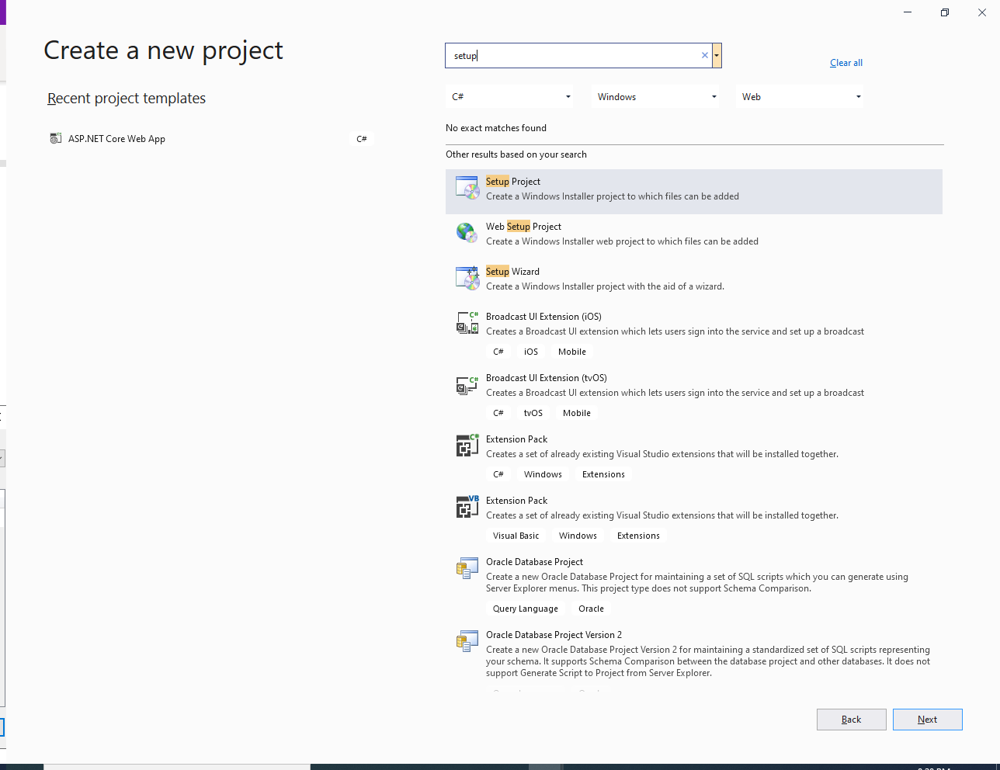 Create a new project
setup
Clear all
Recent project templates
C#
Windows
Web
ASP.NET Core Web App
C#
No exact matches found
Other results based on your search
Setup Project
Create a Windows Installer project to which files can be added
Web Setup Project
Create a Windows Installer web project to which files can be added
Setup Wizard
Create a Windows Installer project with the aid of a wizard.
Broadcast UI Extension (iOS)
Creates a Broadcast UI extension which lets users sign into the service and set up a broadcast
C# iOS Mobile
Broadcast UI Extension (tvOS)
Creates a Broadcast UI extension which lets users sign into the service and set up a broadcast
C# tvOS Mobile
Extension Pack
Creates a set of already existing Visual Studio extensions that will be installed together.
C# Windows Extensions
Extension Pack
Creates a set of already existing Visual Studio extensions that will be installed together.
Visual Basic Windows Extensions
Oracle Database Project
Create a new Oracle Database Project for maintaining a set of SQL scripts which you can generate using
Server Explorer menus. This project type does not support Schema Comparison.
Query Language Oracle
Oracle Database Project Version 2
Create a new Oracle Database Project Version 2 for maintaining a standardized set of SQL scripts representing
your schema. It supports Schema Comparison between the database project and other databases. It does not
support Generate Script to Project from Server Explorer.
Back
Next